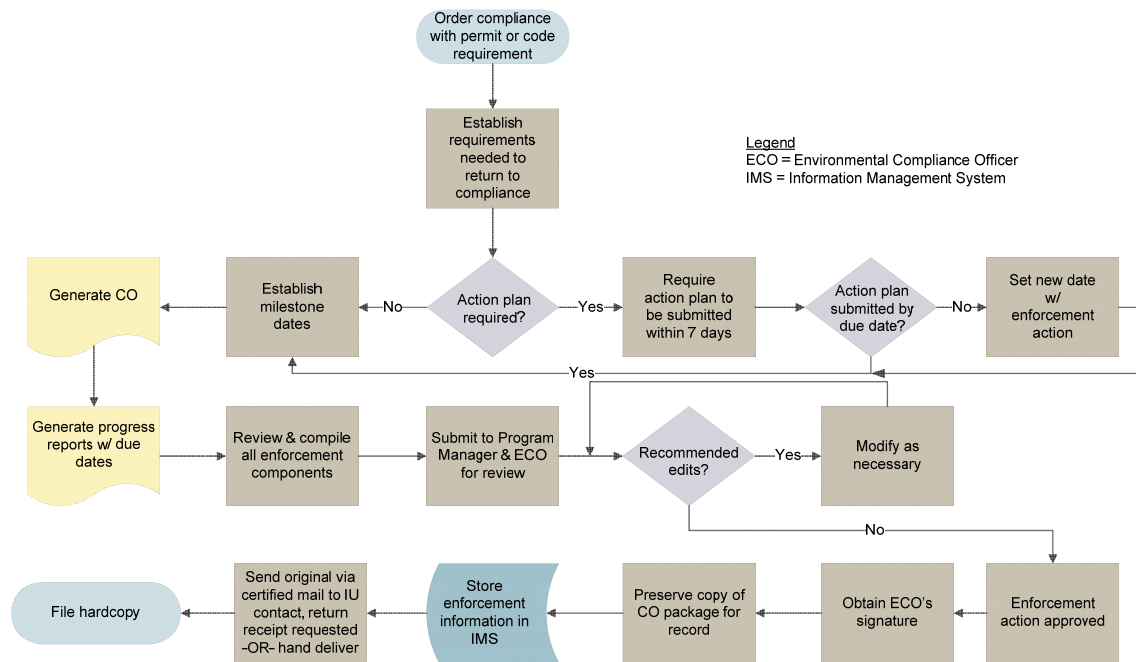 Order compliance
with permit or code
requirement
Establish
requirements
needed to
return to
compliance
Legend
ECO = Environmental Compliance Officer
IMS = Information Management System
Generate CO
Establish
milestone
dates
No
Action plan
required?
Yes
Require
action plan to
be submitted
within 7 days
Action plan
submitted by
due date?
No
Set new date
w/
enforcement
action
Yes
Generate progress
reports w/ due
dates
Review & compile
all enforcement
components
Submit to Program
Manager & ECO
for review
Recommended
edits?
Yes
Modify as
necessary
No
File hardcopy
Send original via
certified mail to IU
contact, return
receipt requested
-OR- hand deliver
Store
enforcement
information in
IMS
Preserve copy of
CO package for
record
Obtain ECO's
signature
Enforcement
action approved